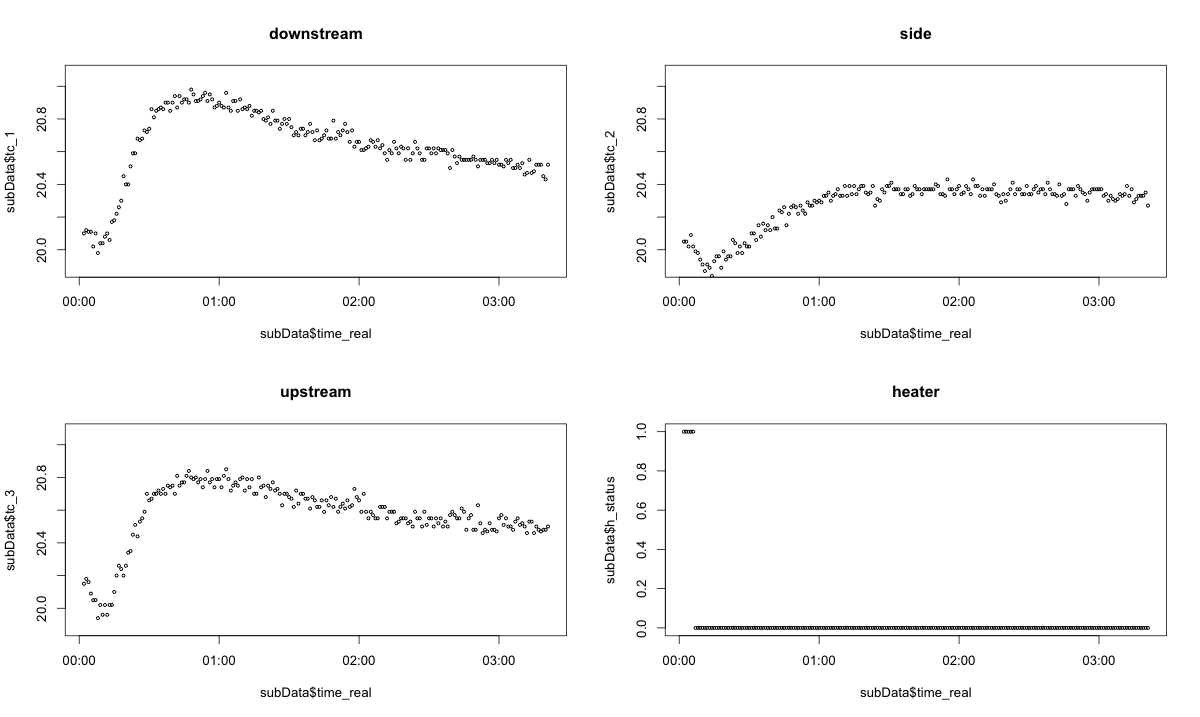 downstream
subData$tc_1
20.0 20.4 20.8
00:00 01:00 02:00 03:00
subData$time_real
side
subData$tc_2
20.0 20.4 20.8
00:00 01:00 02:00 03:00
subData$time_real
upstream
subData$tc_3
20.0 20.4 20.8
00:00 01:00 02:00 03:00
subData$time_real
heater
subData$h_status
0.0 0.2 0.4 0.6 0.8 1.0
00:00 01:00 02:00 03:00
subData$time_real